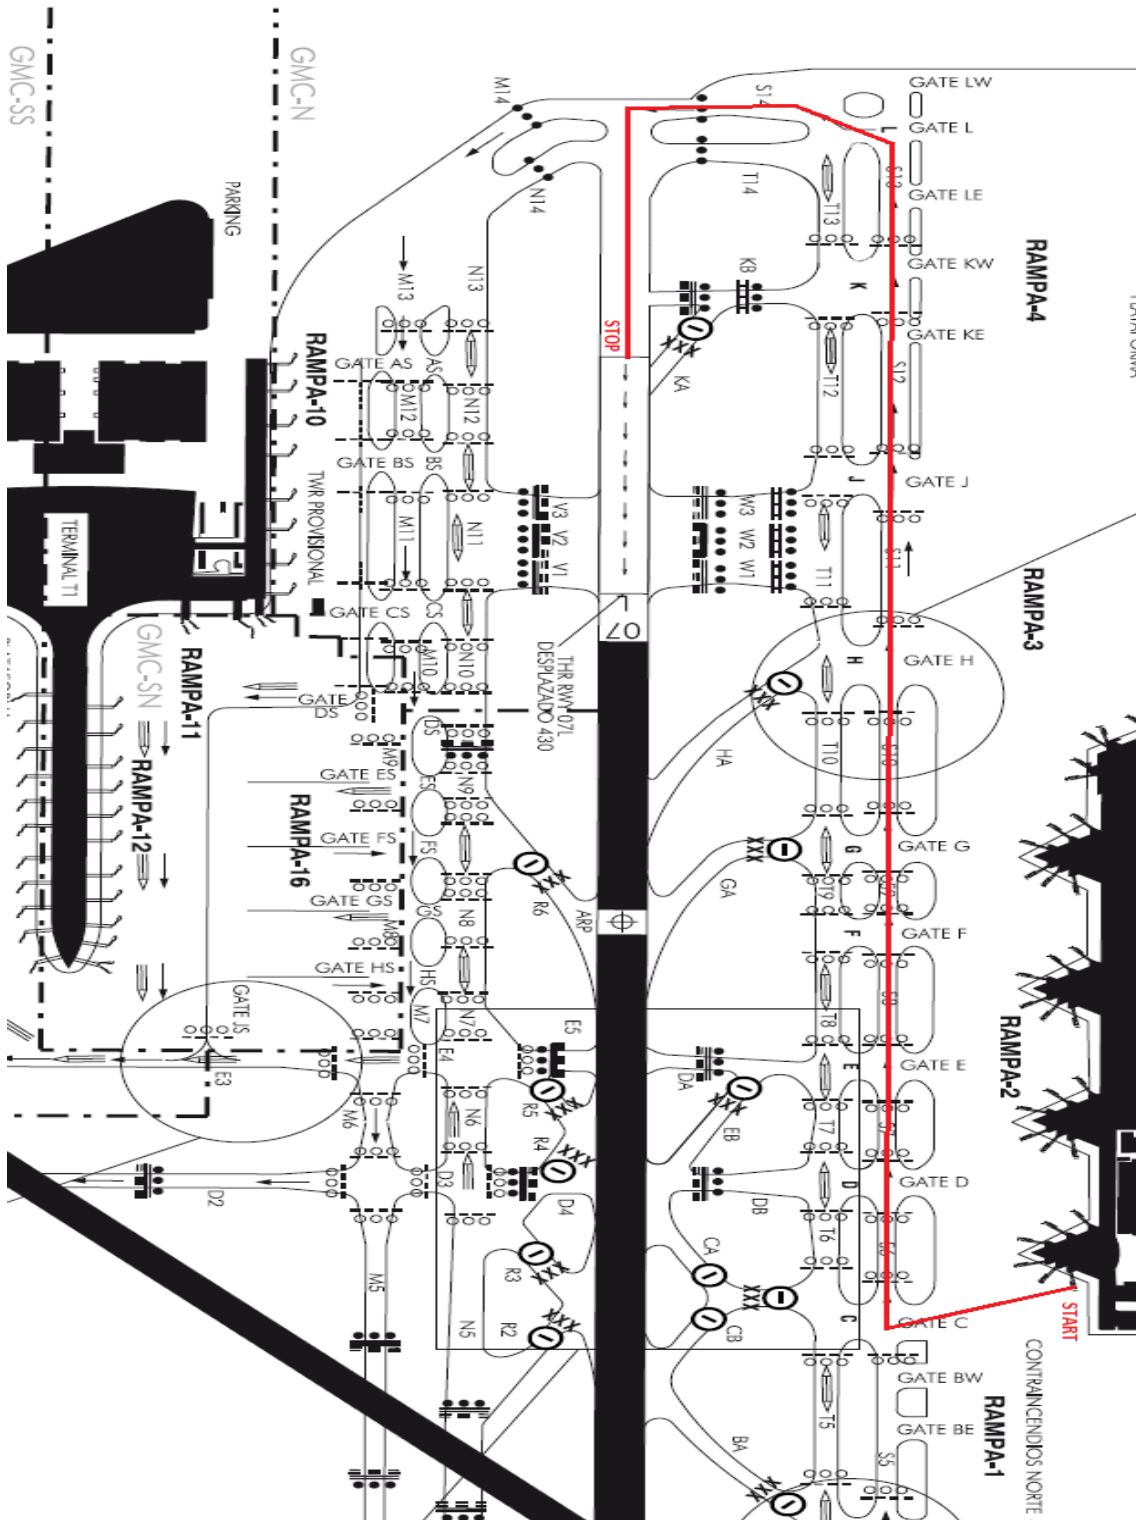 GMC-SS
GMC-N
M14
S14
GATE LW
L
GATE L
S13
GATE LE
PARKING
N14
T14
T13
GATE KW
M13
N13
KB
K
RAMPA-4
PLATAFORMA
STOP
GATE KE
RAMPA-10
GATE AS
AS
KA
T12
S12
M12
N12
GATE BS
BS
J
GATE J
TWR PROVISIONAL
TERMINAL T1
M11
N11
V3
V2
V1
W3
W2
W1
T11
S11
RAMPA-3
GATE CS
CS
07
GMC-SN
RAMPA-11
M10
N10
THR RWY 07L
DESPLAZADO 430
H
GATE H
GATE
DS
DS
HA
T10
S10
RAMPA-12
M9
GATE ES
ES
N9
RAMPA-16
GATE FS
FS
G
GATE G
GATE GS
GS
R6
ARP
GA
T9
S9
M8
N8
F
GATE F
GATE HS
HS
GATE JS
M7
N7
E5
T8
S8
RAMPA-2
E3
E4
DA
E
GATE E
M6
N6
R5
R4
EB
T7
S7
D2
D3
D4
DB
D
GATE D
R3
CA
T6
S6
M5
N5
R2
CB
C
GATE C
START
GATE BW
CONTRAINCENDIOS NORTE
T5
RAMPA-1
GATE BE
BA
S5